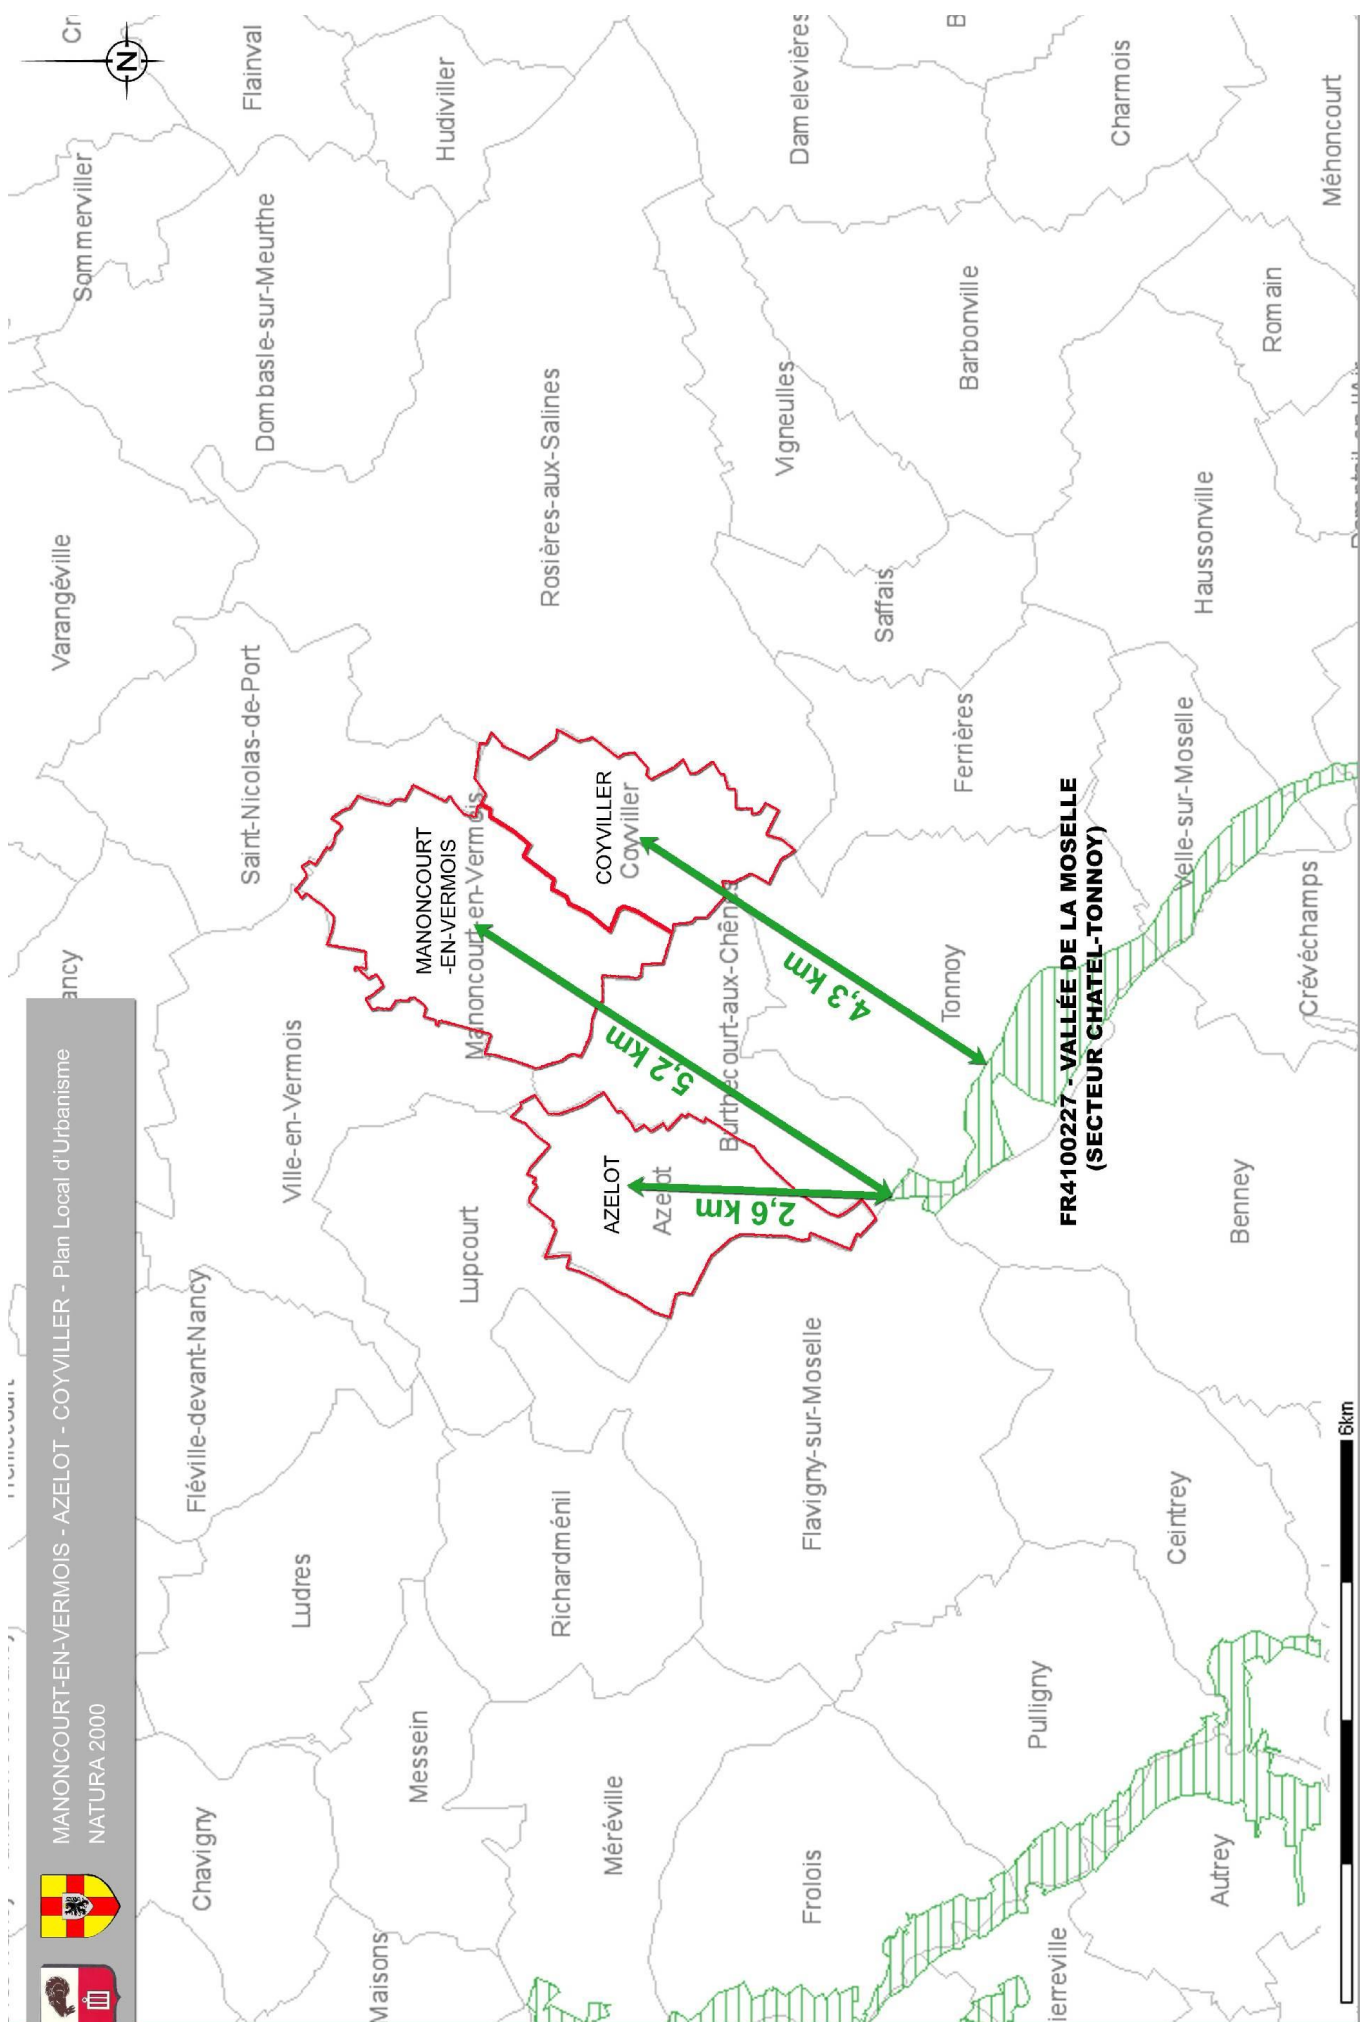 MANONCOURT-EN-VERMOIS - AZELOT - COYVILLER - Plan Local d'Urbanisme
NATURA 2000
N
Sommerviller
Flainval
Varangéville
Dombasle-sur-Meurthe
Hudiviller
Saint-Nicolas-de-Port
Ville-en-Vermois
Fléville-devant-Nancy
Ludres
Chavigny
Messein
Maisons
Lupcourt
Richardménil
Méréville
MANONCOURT
-EN-VERMOIS
Manoncourt-en-Vermois
Rosières-aux-Salines
COYVILLER
Coyviller
AZELOT
Azelot
5,2 km
2,6 km
4,3 km
Burthecourt-aux-Chênes
Vigneulles
Damelevières
Saffais
Barbonville
Charmois
Ferrières
Tonnoy
Flavigny-sur-Moselle
Frolois
Pulligny
FR4100227 - VALLÉE DE LA MOSELLE
(SECTEUR CHATEL-TONNOY)
Velle-sur-Moselle
Haussonville
Romain
Méhoncourt
Crévéchamps
Benney
Ceintrey
Autrey
ierreville
6km